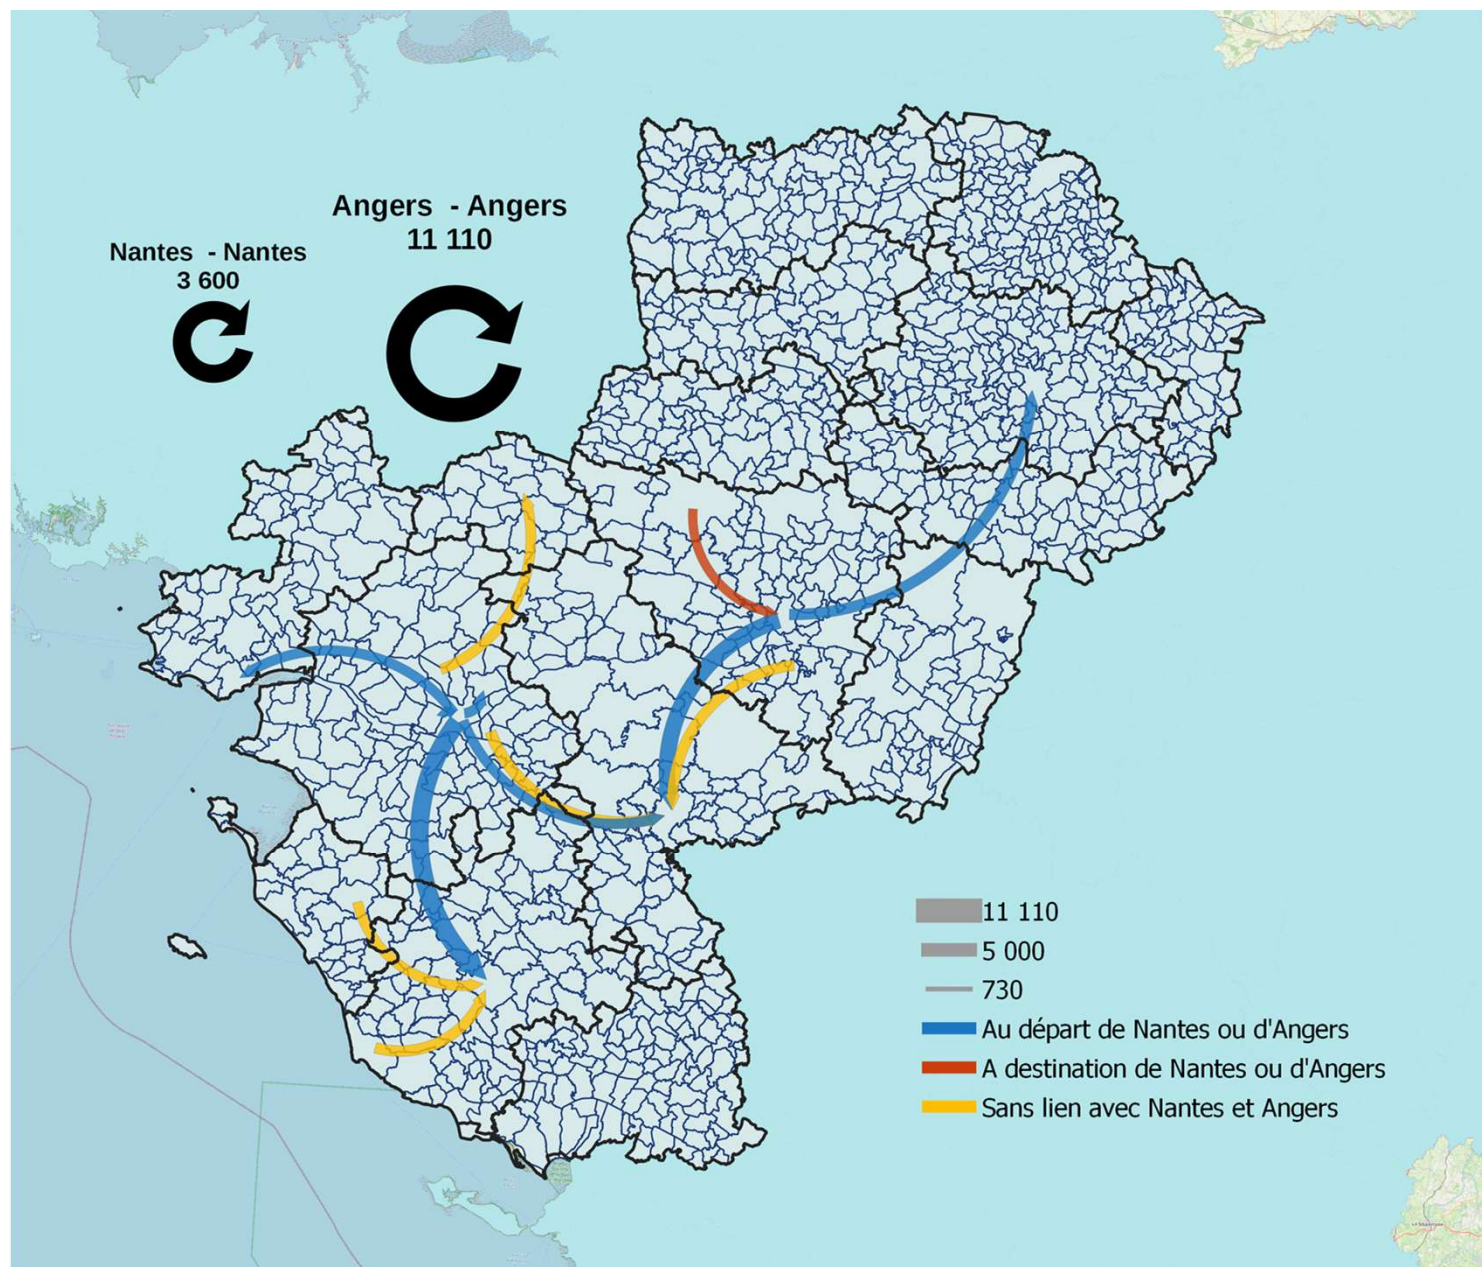 Angers - Angers
11 110
Nantes - Nantes
3 600
11 110
5 000
730
Au départ de Nantes ou d'Angers
A destination de Nantes ou d'Angers
Sans lien avec Nantes et Angers